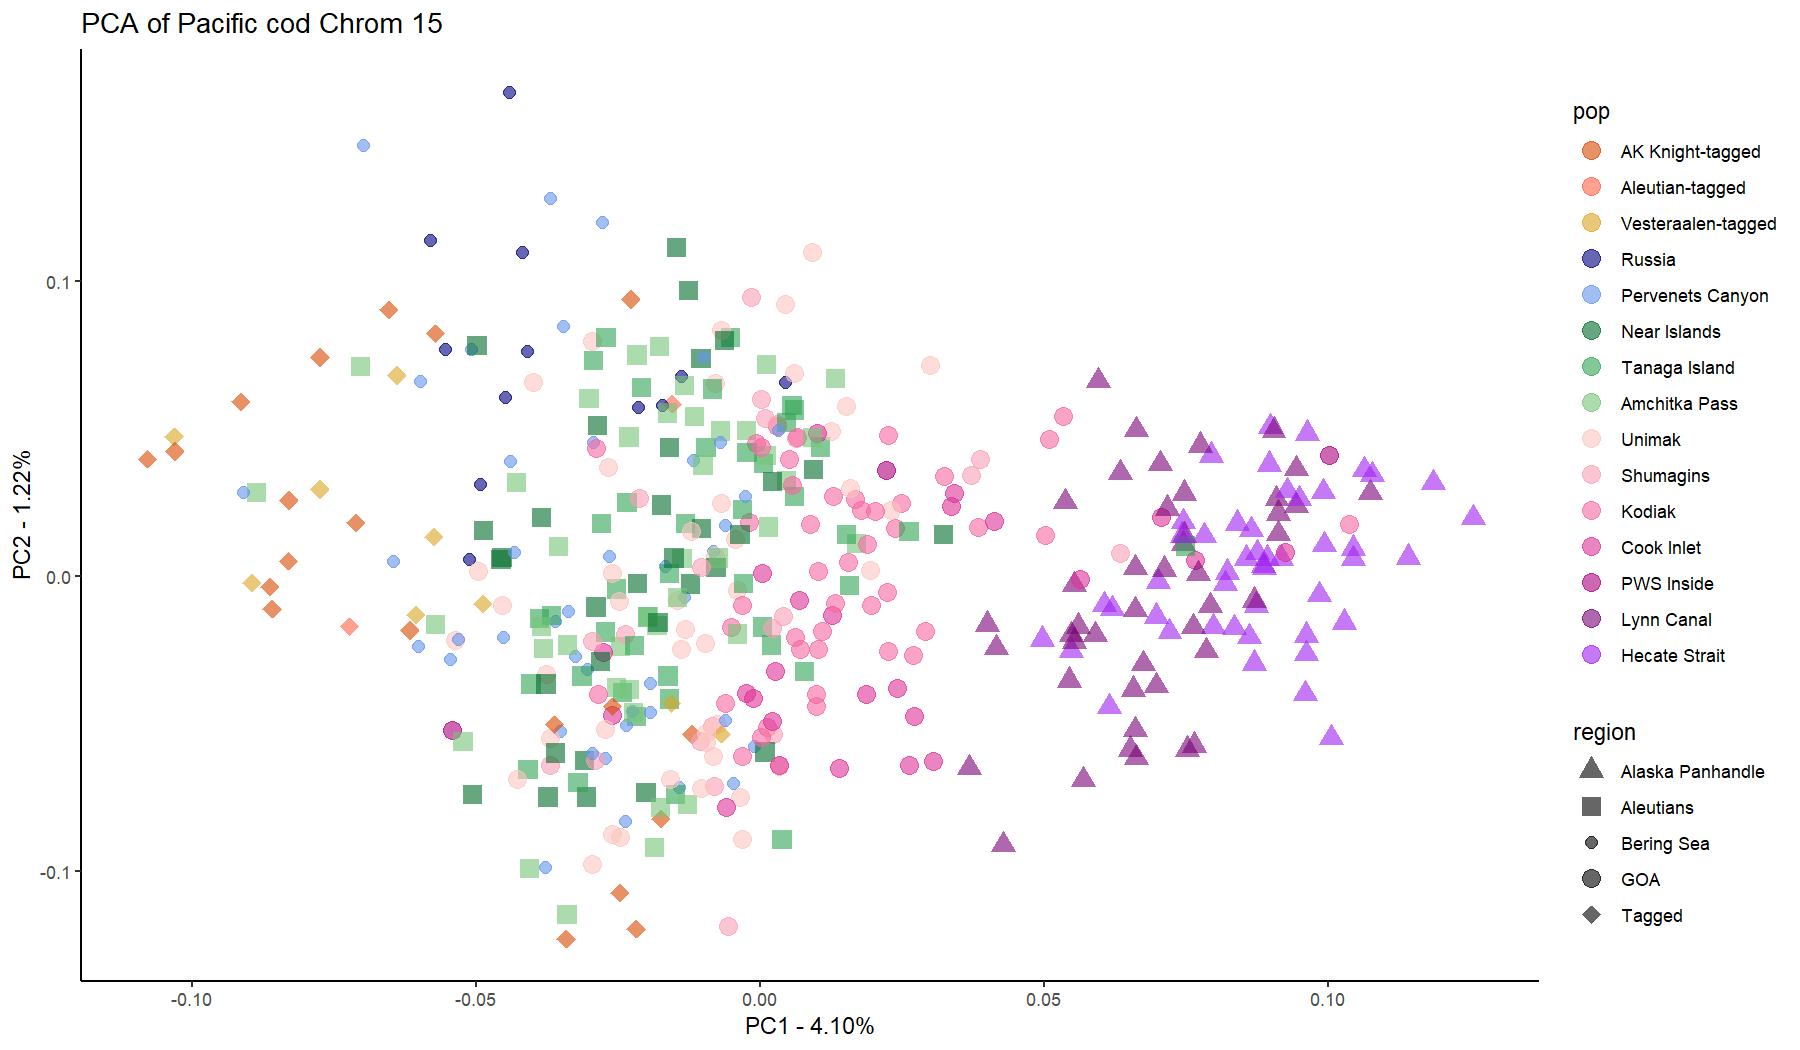 PCA of Pacific cod Chrom 15
PC2 - 1.22%
0.1
0.0
-0.1
-0.10
-0.05
0.00
0.05
0.10
PC1 - 4.10%
pop
AK Knight-tagged
Aleutian-tagged
Vesteraalen-tagged
Russia
Pervenets Canyon
Near Islands
Tanaga Island
Amchitka Pass
Unimak
Shumagins
Kodiak
Cook Inlet
PWS Inside
Lynn Canal
Hecate Strait
region
Alaska Panhandle
Aleutians
Bering Sea
GOA
Tagged